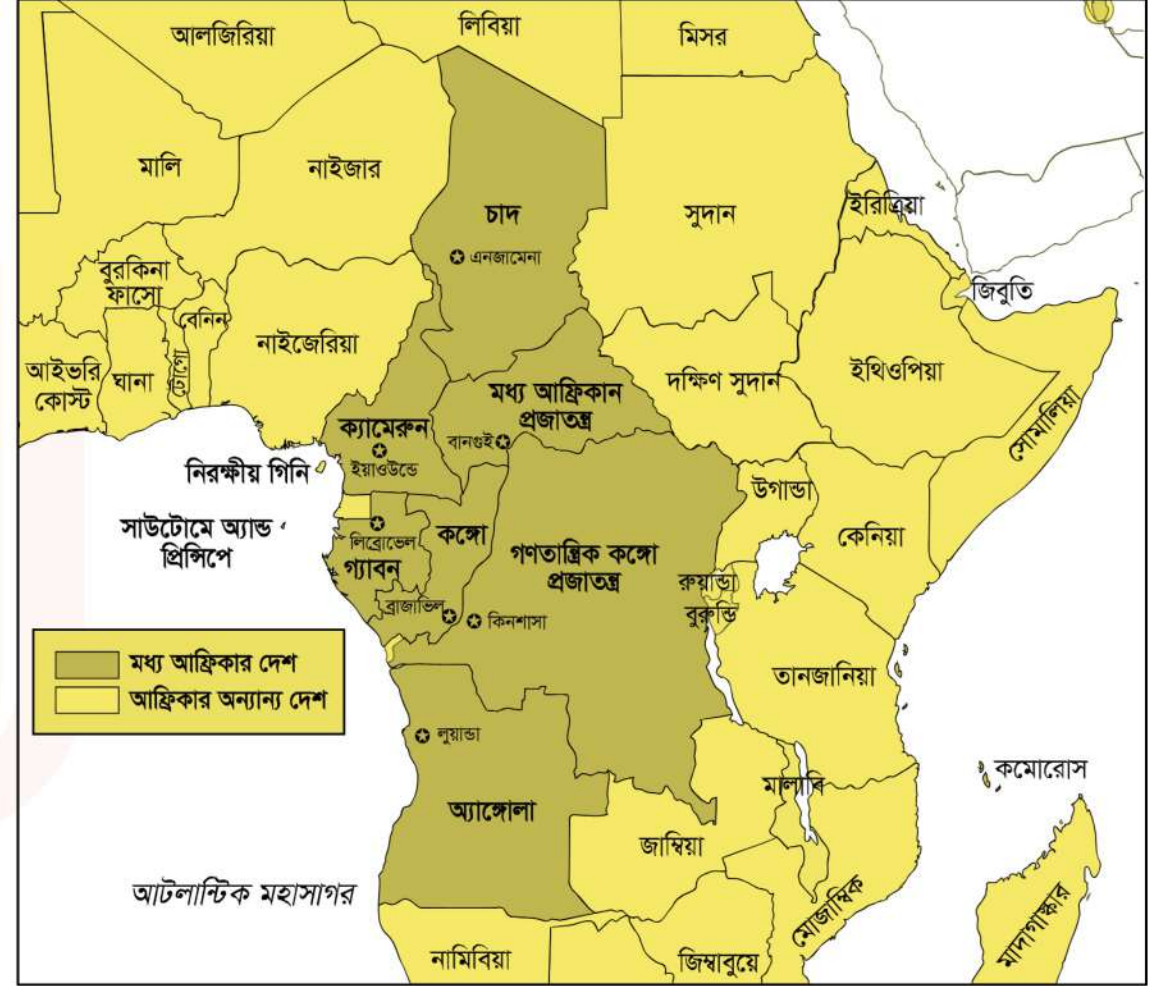 আলজিরিয়া
লিবিয়া
মিসর
মালি
নাইজার
চাদ
সুদান
ইরিত্রিয়া
এনজামেনা
বুরকিনা
ফাসো
জিবুতি
বেনিন
নাইজেরিয়া
আইভরি
কোস্ট
ঘানা
টোগো
দক্ষিণ সুদান
ইথিওপিয়া
মধ্য আফ্রিকান
প্রজাতন্ত্র
সোমালিয়া
ক্যামেরুন
বানগুই
ইয়াওউন্ডে
নিরক্ষীয় গিনি
উগান্ডা
সাউটোমে অ্যান্ড
প্রিন্সিপে
লিব্রোভেল
গ্যাবন
কঙ্গো
গণতান্ত্রিক কঙ্গো
প্রজাতন্ত্র
কেনিয়া
রুয়ান্ডা
বুরুন্ডি
ব্রাজাভিল
কিনশাসা
মধ্য আফ্রিকার দেশ
আফ্রিকার অন্যান্য দেশ
তানজানিয়া
লুয়ান্ডা
কমোরোস
মালাবি
অ্যাঙ্গোলা
জাম্বিয়া
আটলান্টিক মহাসাগর
মোজাম্বিক
মাদাগাস্কার
নামিবিয়া
জিম্বাবুয়ে